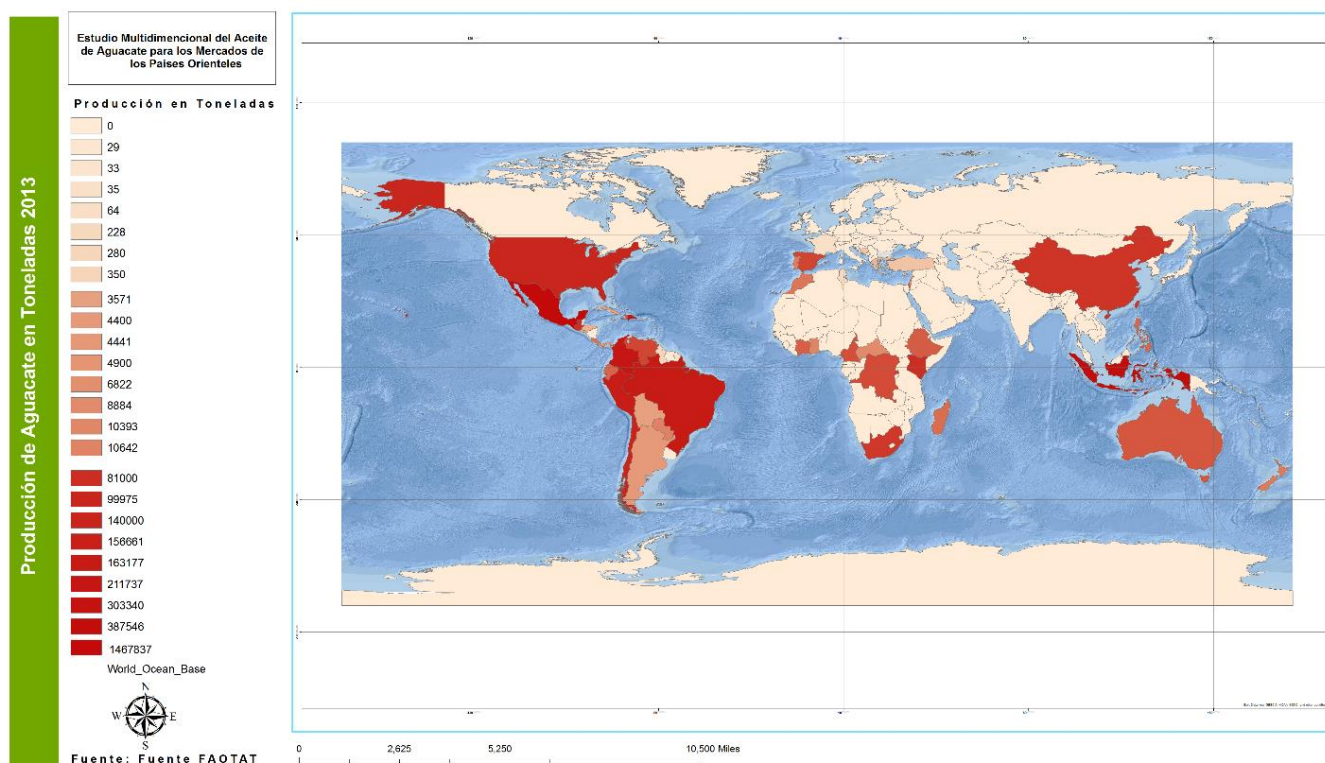 Producción de Aguacate en Toneladas 2013
Estudio Multidimencional del Aceite
de Aguacate para los Mercados de
los Paises Orienteles
Producción en Toneladas
0
29
33
35
64
228
280
350
3571
4400
4441
4900
6822
8884
10393
10642
81000
99975
140000
156661
163177
211737
303340
387546
1467837
World_Ocean_Base
N
W
E
S
Fuente: Fuente FAOTAT
0
2,625
5,250
10,500 Miles